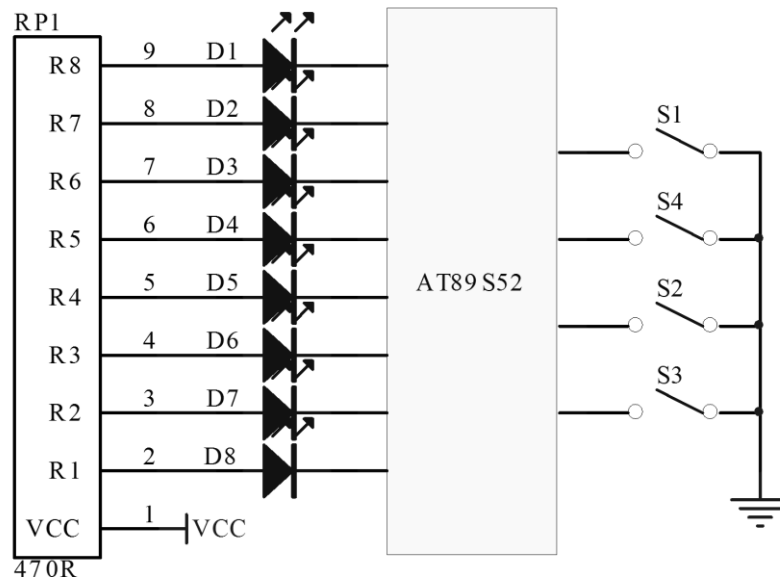 RP1
R8 9 D1
R7 8 D2
R6 7 D3
R5 6 D4
R4 5 D5
R3 4 D6
R2 3 D7
R1 2 D8
VCC 1 VCC
470R
AT89S52
S1
S4
S2
S3